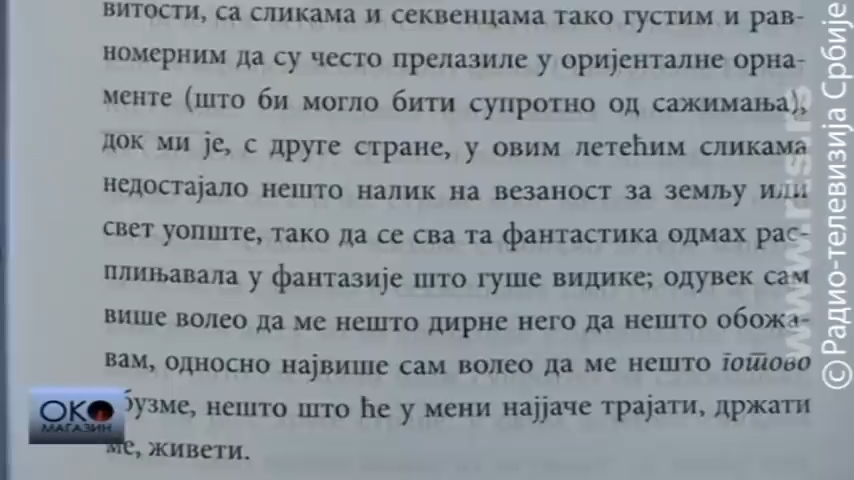 витости, са сликама и секвенцама тако густим и рав-
номерним да су често прелазиле у оријенталне орна-
менте (што би могло бити супротно од сажимања),
док ми је, с друге стране, у овим летећим сликама
недостајало нешто налик на везаност за земљу или
свет уопште, тако да се сва та фантастика одмах рас-
плињавала у фантазије што гуше видике; одувек сам
више волео да ме нешто дирне него да нешто обожа-
вам, односно највише сам волео да ме нешто готово
бузме, нешто што ће у мени најјаче трајати, држати
ме, живети.
ОКО
МАГАЗИН
www.rts.rs
© Радио-телевизија Србије